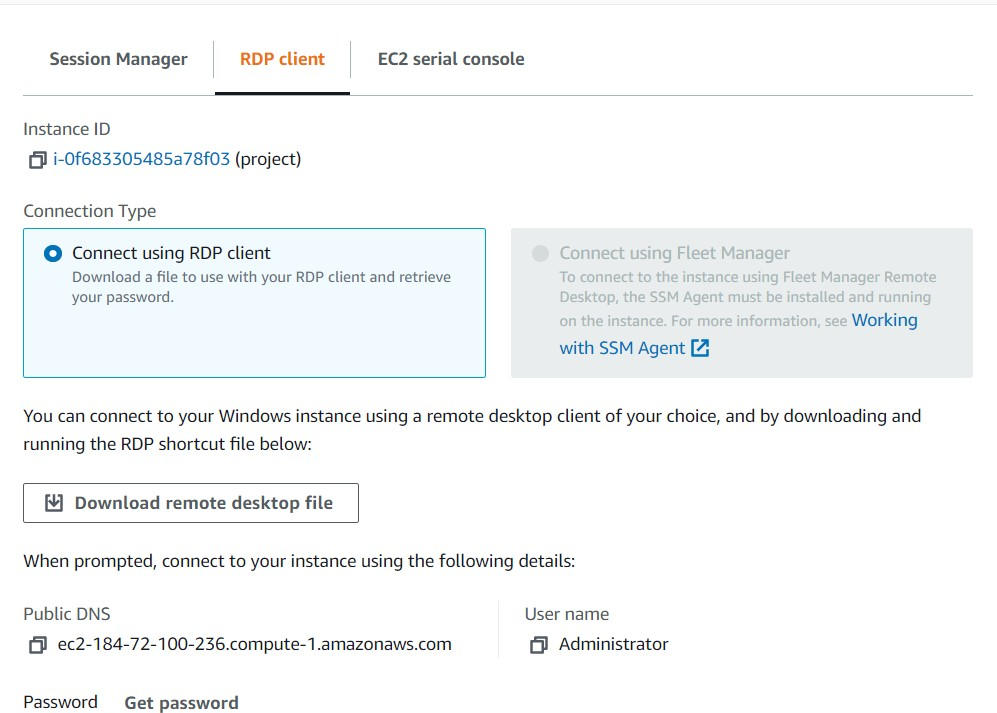 Session Manager
RDP client
EC2 serial console
Instance ID
i-0f683305485a78f03 (project)
Connection Type
Connect using RDP client
Download a file to use with your RDP client and retrieve
your password.
Connect using Fleet Manager
To connect to the instance using Fleet Manager Remote
Desktop, the SSM Agent must be installed and running
on the instance. For more information, see Working
with SSM Agent
You can connect to your Windows instance using a remote desktop client of your choice, and by downloading and
running the RDP shortcut file below:
Download remote desktop file
When prompted, connect to your instance using the following details:
Public DNS
ec2-184-72-100-236.compute-1.amazonaws.com
User name
Administrator
Password
Get password